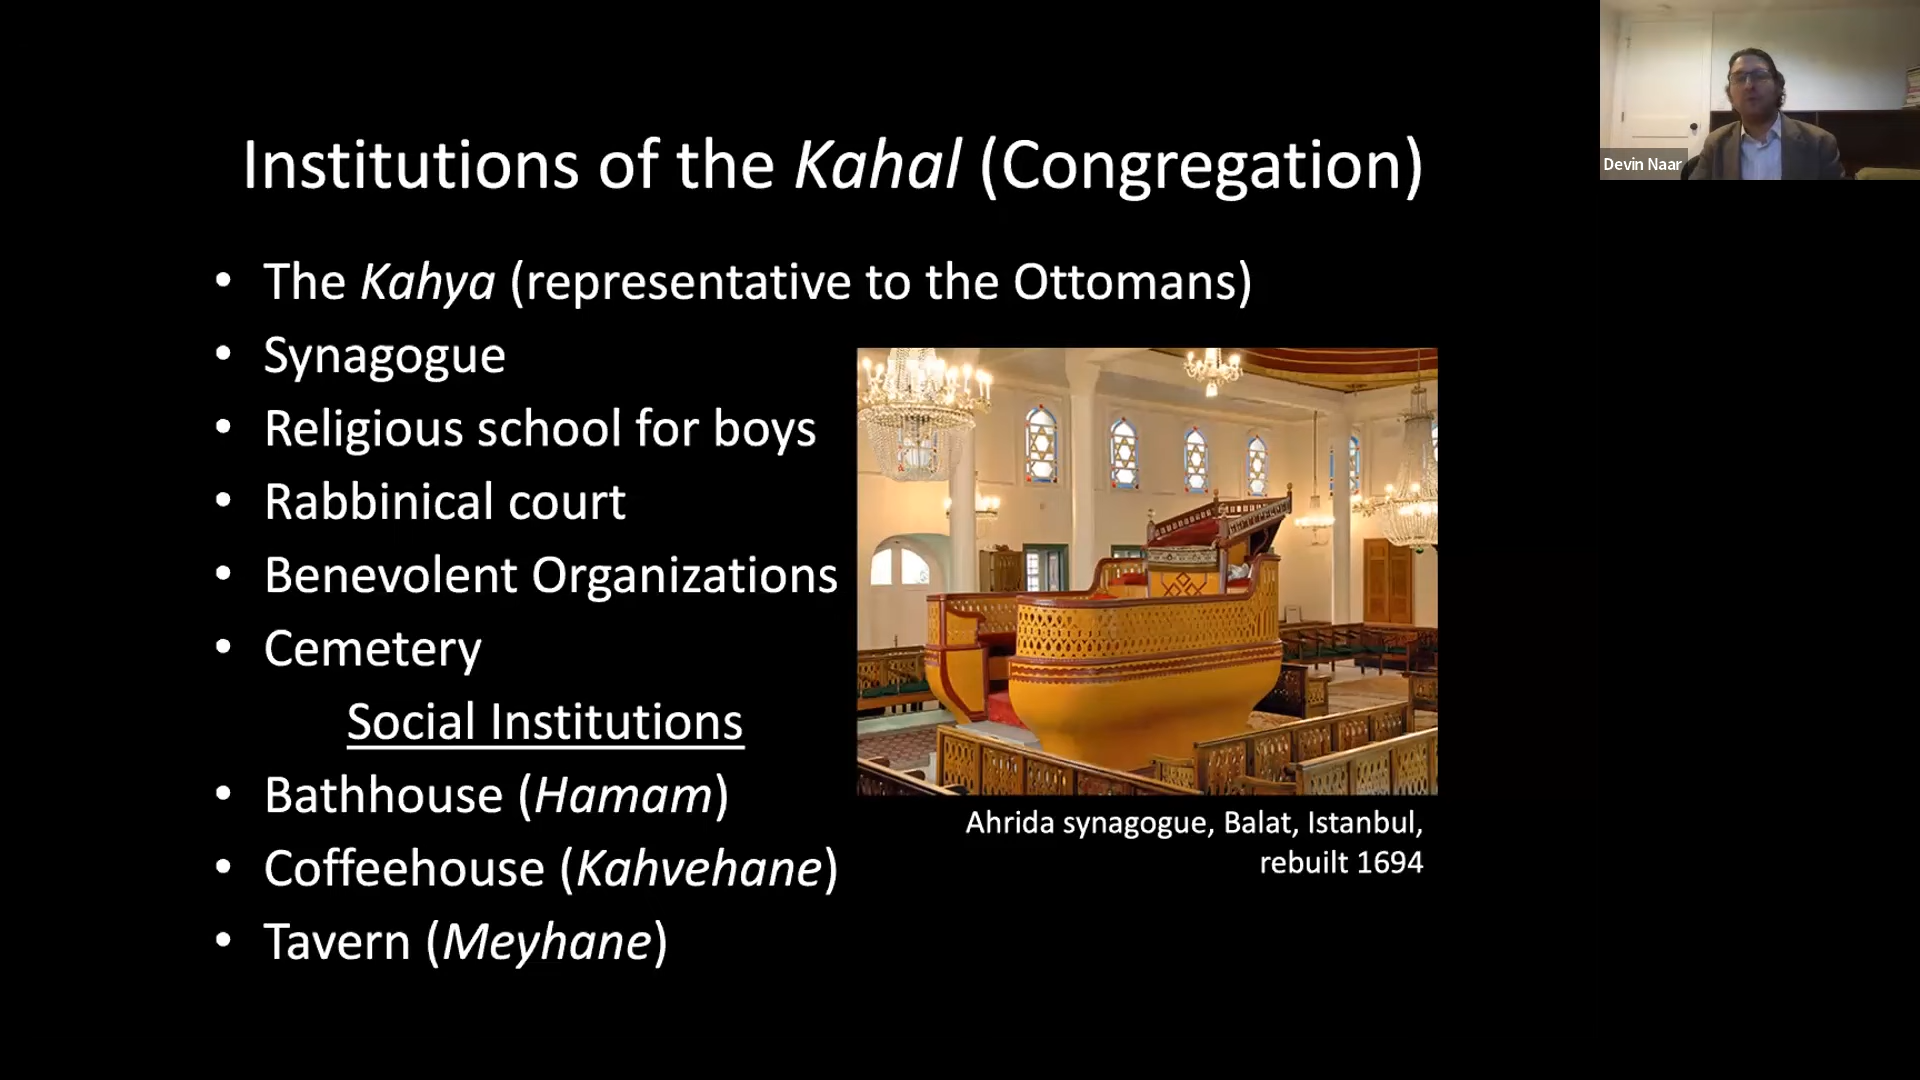 Institutions of the Kahal (Congregation)
• The Kahya (representative to the Ottomans)
• Synagogue
• Religious school for boys
• Rabbinical court
• Benevolent Organizations
• Cemetery
Social Institutions
• Bathhouse (Hamam)
• Coffeehouse (Kahvehane)
• Tavern (Meyhane)
Ahrida synagogue, Balat, Istanbul,
rebuilt 1694
Devin Naar